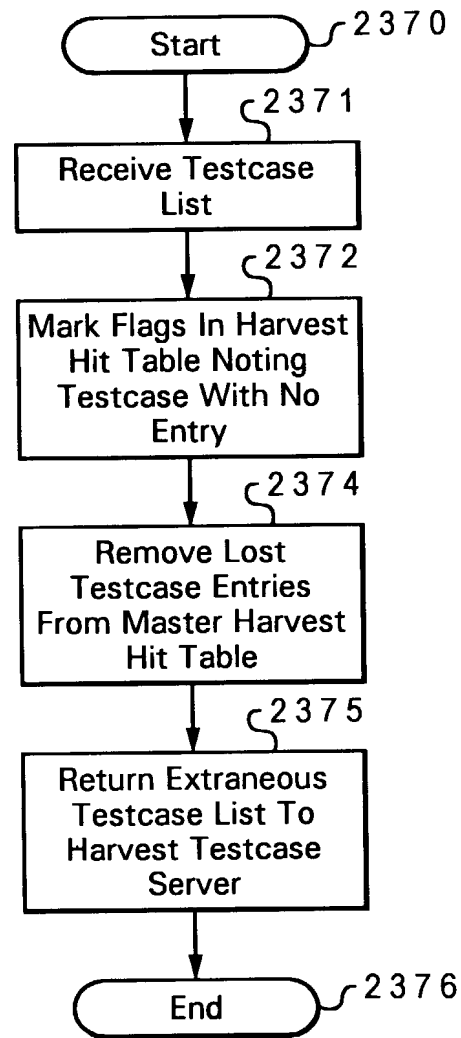 2370
Start
2371
Receive Testcase
List
2372
Mark Flags In Harvest
Hit Table Noting
Testcase With No
Entry
2374
Remove Lost
Testcase Entries
From Master Harvest
Hit Table
2375
Return Extraneous
Testcase List To
Harvest Testcase
Server
2376
End